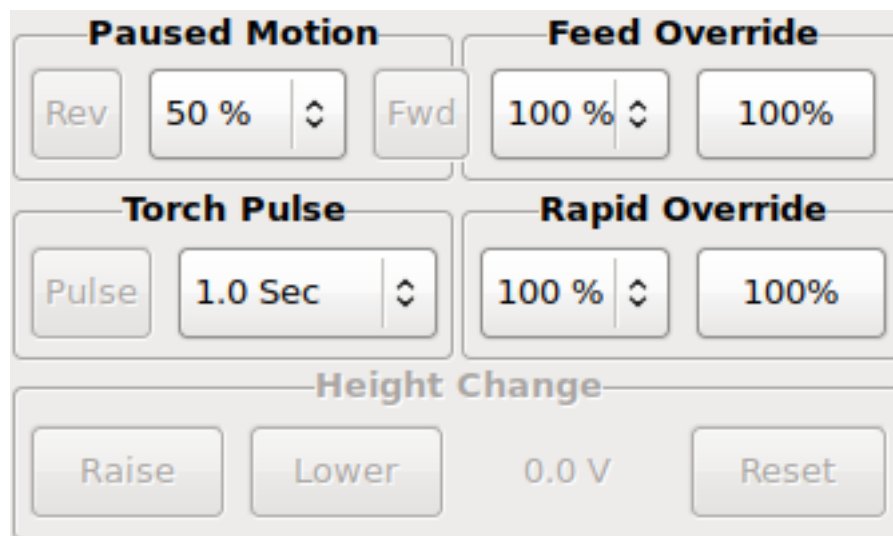 Paused Motion
Feed Override
Rev
50 %
Fwd
100 %
100%
Torch Pulse
Rapid Override
Pulse
1.0 Sec
100 %
100%
Height Change
Raise
Lower
0.0 V
Reset